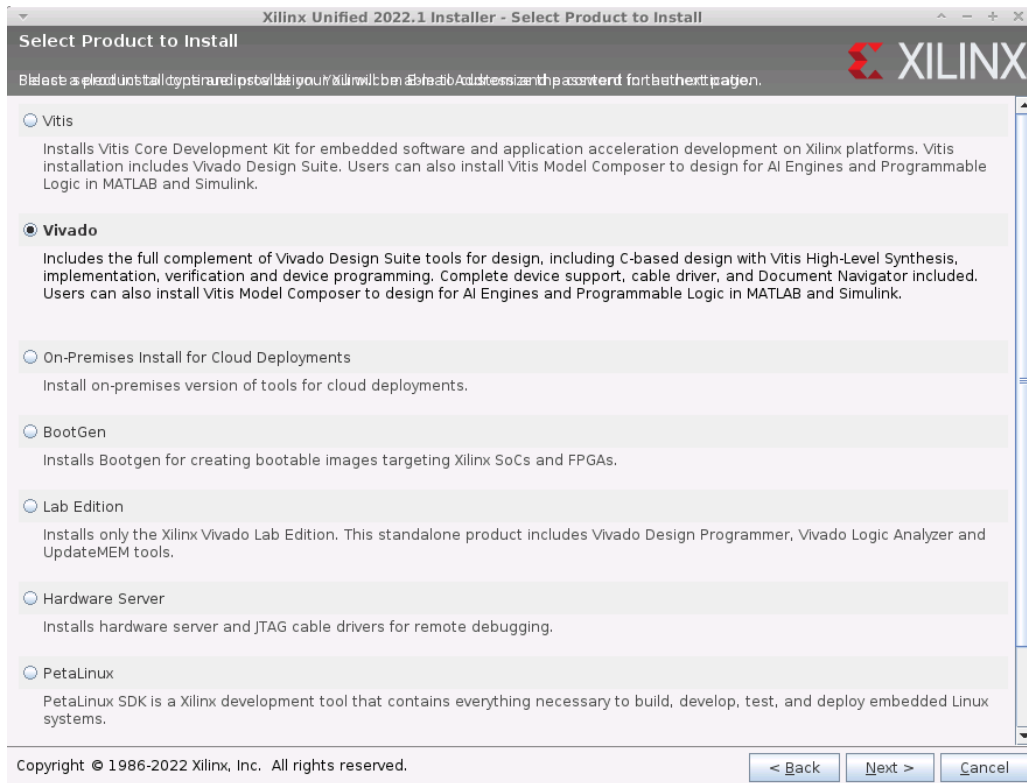 Xilinx Unified 2022.1 Installer - Select Product to Install
Select Product to Install
XILINX
Vitis
Installs Vitis Core Development Kit for embedded software and application acceleration development on Xilinx platforms. Vitis
installation includes Vivado Design Suite. Users can also install Vitis Model Composer to design for AI Engines and Programmable
Logic in MATLAB and Simulink.
Vivado
Includes the full complement of Vivado Design Suite tools for design, including C-based design with Vitis High-Level Synthesis,
implementation, verification and device programming. Complete device support, cable driver, and Document Navigator included.
Users can also install Vitis Model Composer to design for AI Engines and Programmable Logic in MATLAB and Simulink.
On-Premises Install for Cloud Deployments
Install on-premises version of tools for cloud deployments.
BootGen
Installs Bootgen for creating bootable images targeting Xilinx SoCs and FPGAs.
Lab Edition
Installs only the Xilinx Vivado Lab Edition. This standalone product includes Vivado Design Programmer, Vivado Logic Analyzer and
UpdateMEM tools.
Hardware Server
Installs hardware server and JTAG cable drivers for remote debugging.
PetaLinux
PetaLinux SDK is a Xilinx development tool that contains everything necessary to build, develop, test, and deploy embedded Linux
systems.
Copyright © 1986-2022 Xilinx, Inc. All rights reserved.
< Back
Next >
Cancel